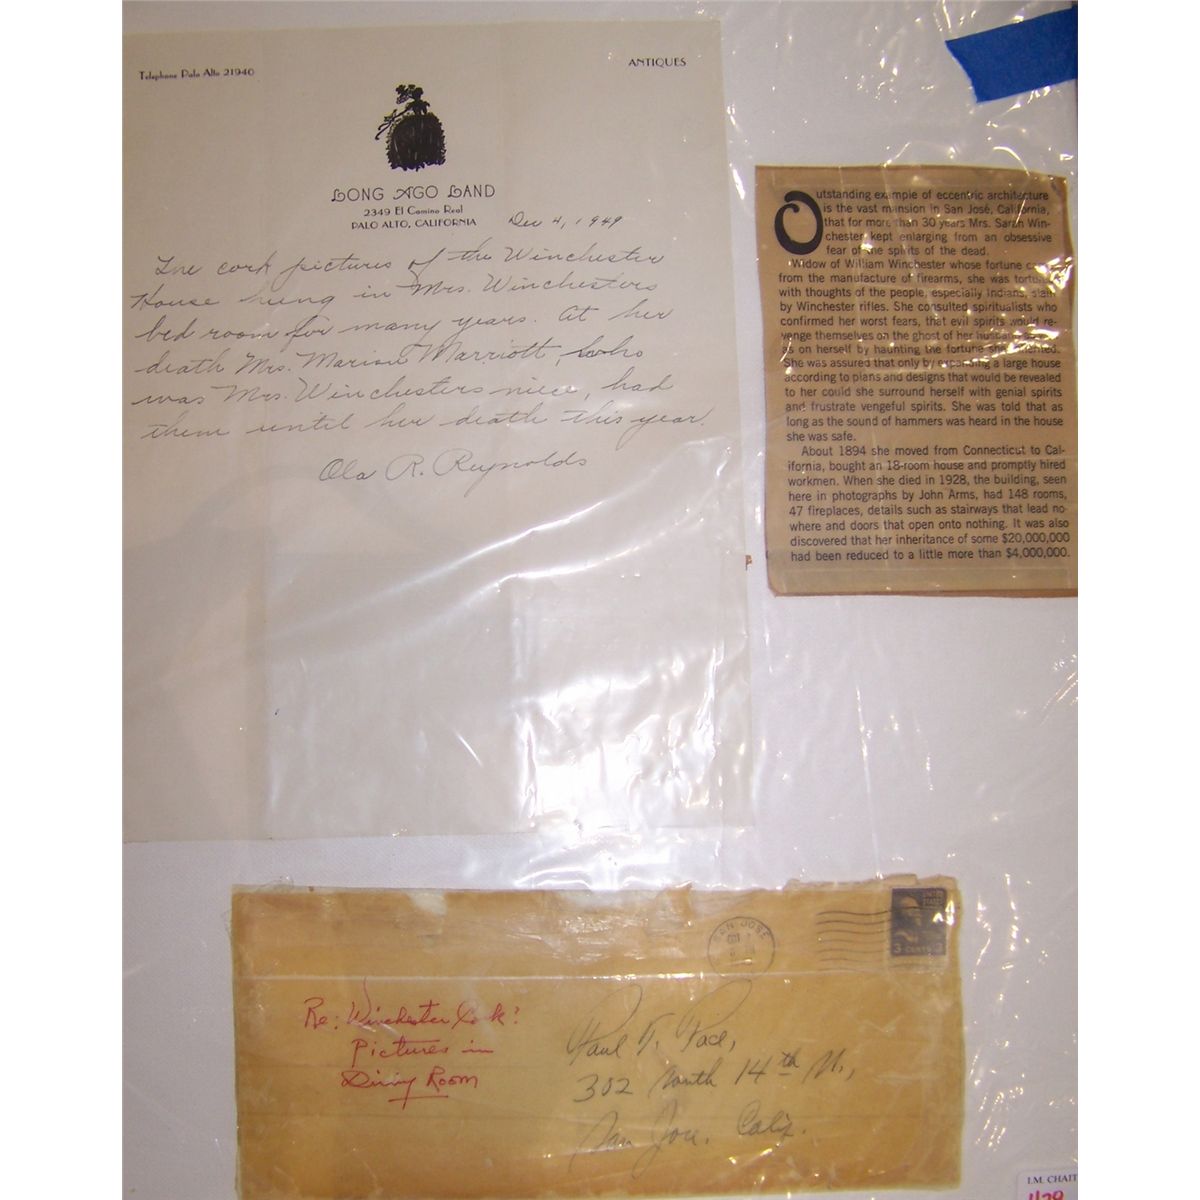 Telephone Palo Alto 21940
ANTIQUES
LONG AGO LAND
2349 El Camino Real
PALO ALTO, CALIFORNIA
Dec 4, 1949
The cork pictures of the Winchester
House hung in Mrs. Winchesters
bed room for many years. At her
death Mrs. Marian Marriott, who
was Mrs. Winchesters niece, had
them until her death this year.
Ola R. Reynolds
Outstanding example of eccentric architecture
is the vast mansion in San José, California,
that for more than 30 years Mrs. Sarah Win-
chester kept enlarging from an obsessive
fear of the spirits of the dead.
Widow of William Winchester whose fortune
from the manufacture of firearms, she was
with thoughts of the people, especially Indians, slain
by Winchester rifles. She consulted spiritualists who
confirmed her worst fears, that evil spirits would re-
venge themselves on the ghost of her
as on herself by haunting the fortune she
She was assured that only by expanding a large house
according to plans and designs that would be revealed
to her could she surround herself with genial spirits
and frustrate vengeful spirits. She was told that as
long as the sound of hammers was heard in the house
she was safe.
About 1894 she moved from Connecticut to Cal-
ifornia, bought an 18-room house and promptly hired
workmen. When she died in 1928, the building, seen
here in photographs by John Arms, had 148 rooms,
47 fireplaces, details such as stairways that lead no-
where and doors that open onto nothing. It was also
discovered that her inheritance of some $20,000,000
had been reduced to a little more than $4,000,000.
SAN JOSE
3 CENTS 3
Re: Winchester Cork?
Pictures in
Dining Room
Paul T. Pace,
302 North 14th St.,
San Jose, Calif.
I.M. CHAIT